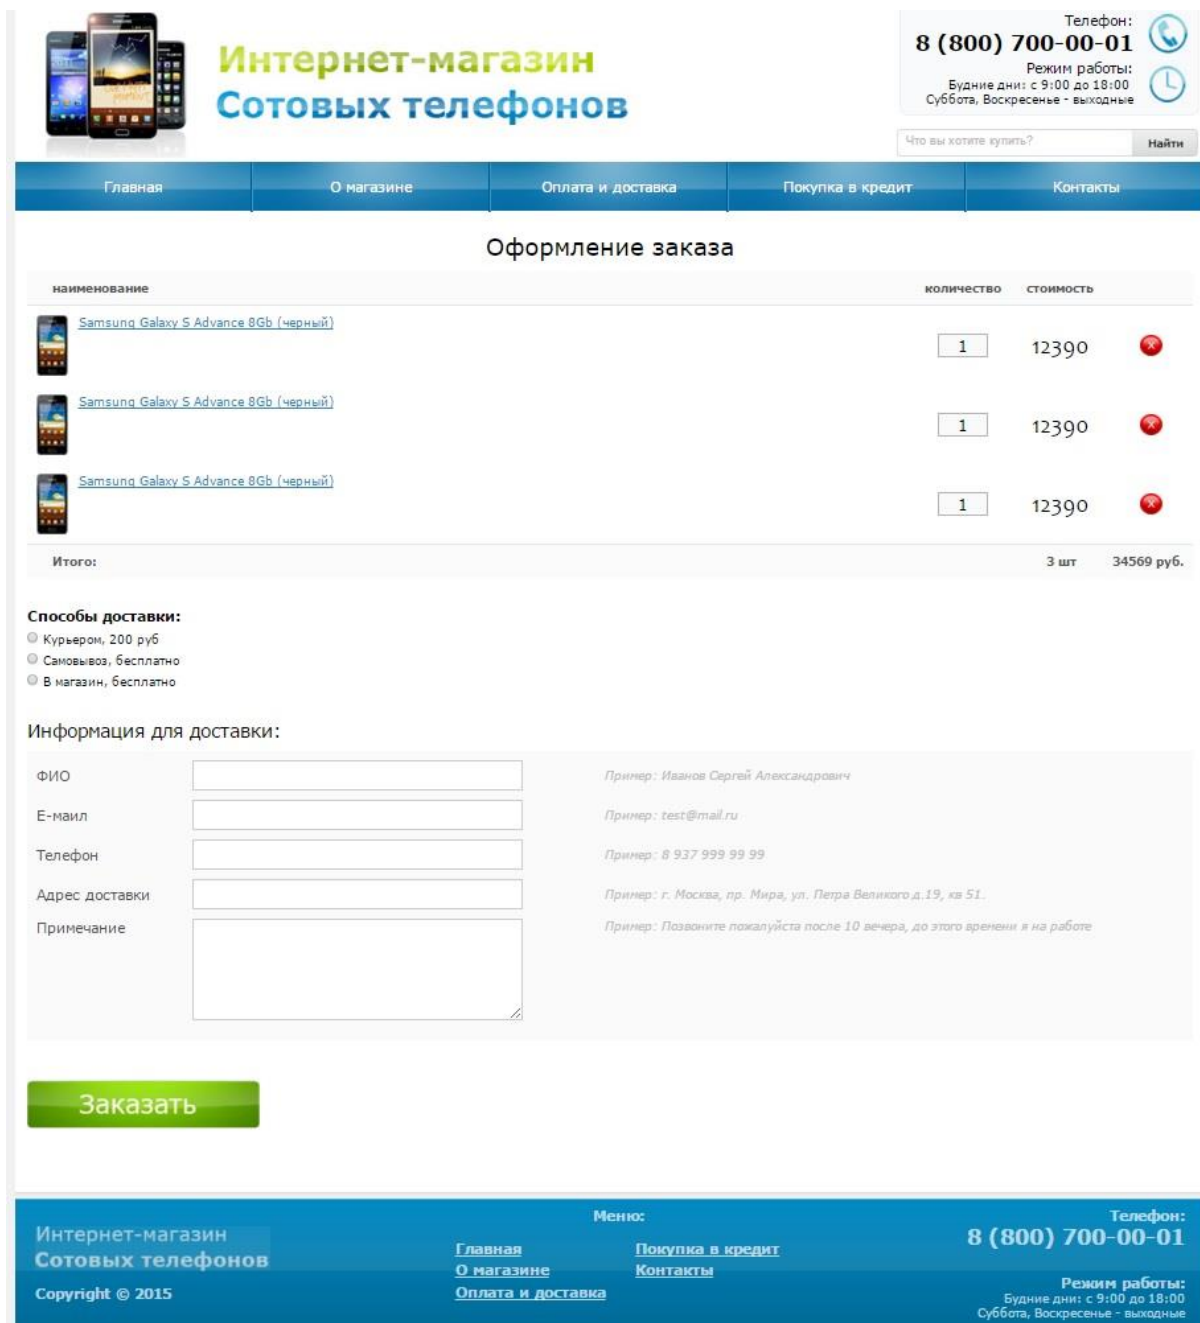 Интернет-магазин
Сотовых телефонов
Телефон:
8 (800) 700-00-01
Режим работы:
Будние дни: с 9:00 до 18:00
Суббота, Воскресенье - выходные
Что вы хотите купить? Найти
Главная О магазине Оплата и доставка Покупка в кредит Контакты
Оформление заказа
наименование количество стоимость
Samsung Galaxy S Advance 8Gb (черный)
1 12390 x
Samsung Galaxy S Advance 8Gb (черный)
1 12390 x
Samsung Galaxy S Advance 8Gb (черный)
1 12390 x
Итого: 3 шт 34569 руб.
Способы доставки:
Курьером, 200 руб
Самовывоз, бесплатно
В магазин, бесплатно
Информация для доставки:
ФИО Пример: Иванов Сергей Александрович
Е-маил Пример: test@mail.ru
Телефон Пример: 8 937 999 99 99
Адрес доставки Пример: г. Москва, пр. Мира, ул. Петра Великого д.19, кв 51.
Примечание Пример: Позвоните пожалуйста после 10 вечера, до этого времени я на работе
Заказать
Интернет-магазин
Сотовых телефонов
Copyright © 2015
Меню:
Главная Покупка в кредит
О магазине Контакты
Оплата и доставка
Телефон:
8 (800) 700-00-01
Режим работы:
Будние дни: с 9:00 до 18:00
Суббота, Воскресенье - выходные